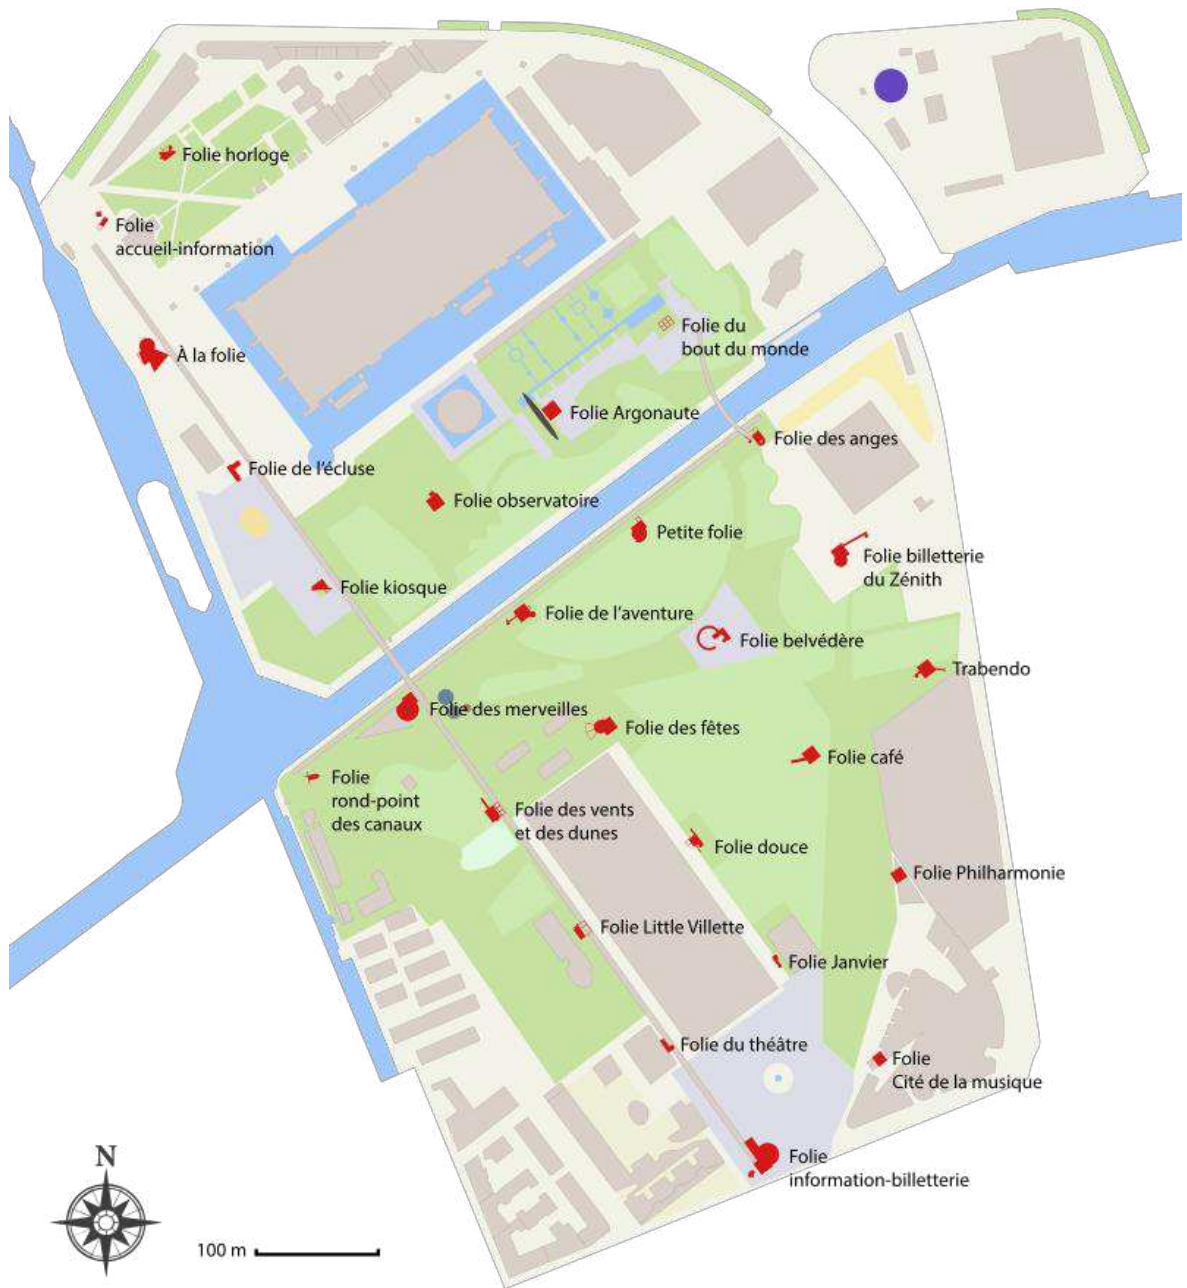 Folie horloge
Folie
accueil-information
À la folie
Folie du
bout du monde
Folie Argonaute
Folie des anges
Folie de l'écluse
Folie observatoire
Petite folie
Folie billetterie
du Zénith
Folie kiosque
Folie de l'aventure
Folie belvédère
Trabendo
Folie des merveilles
Folie des fêtes
Folie café
Folie
rond-point
des canaux
Folie des vents
et des dunes
Folie douce
Folie Philharmonie
Folie Little Villette
Folie Janvier
Folie du théâtre
Folie
Cité de la musique
Folie
information-billetterie
N
100 m